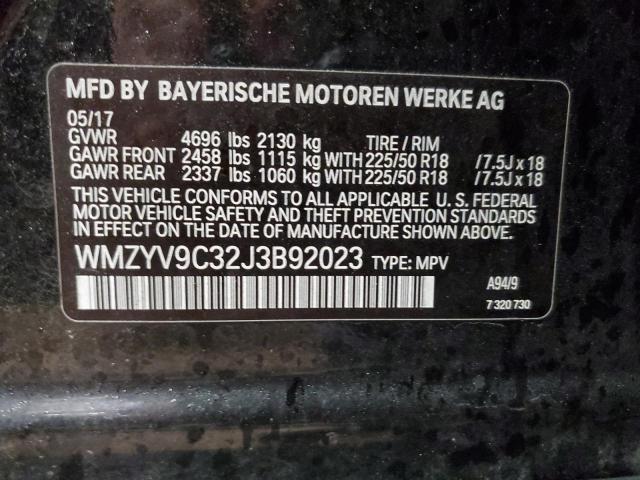 MFD BY BAYERISCHE MOTOREN WERKE AG
05/17
GVWR 4696 lbs 2130 kg TIRE / RIM
GAWR FRONT 2458 lbs 1115 kg WITH 225/50 R18 /7.5J x 18
GAWR REAR 2337 lbs 1060 kg WITH 225/50 R18 /7.5J x 18
THIS VEHICLE CONFORMS TO ALL APPLICABLE U. S. FEDERAL
MOTOR VEHICLE SAFETY AND THEFT PREVENTION STANDARDS
IN EFFECT ON THE DATE OF MANUFACTURE SHOWN ABOVE.
WMZYV9C32J3B92023 TYPE: MPV
A94/9
7 320 730